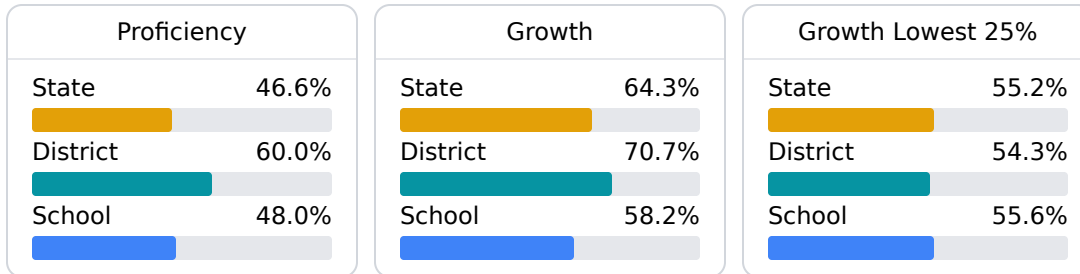 Proficiency
State 46.6%
District 60.0%
School 48.0%
Growth
State 64.3%
District 70.7%
School 58.2%
Growth Lowest 25%
State 55.2%
District 54.3%
School 55.6%